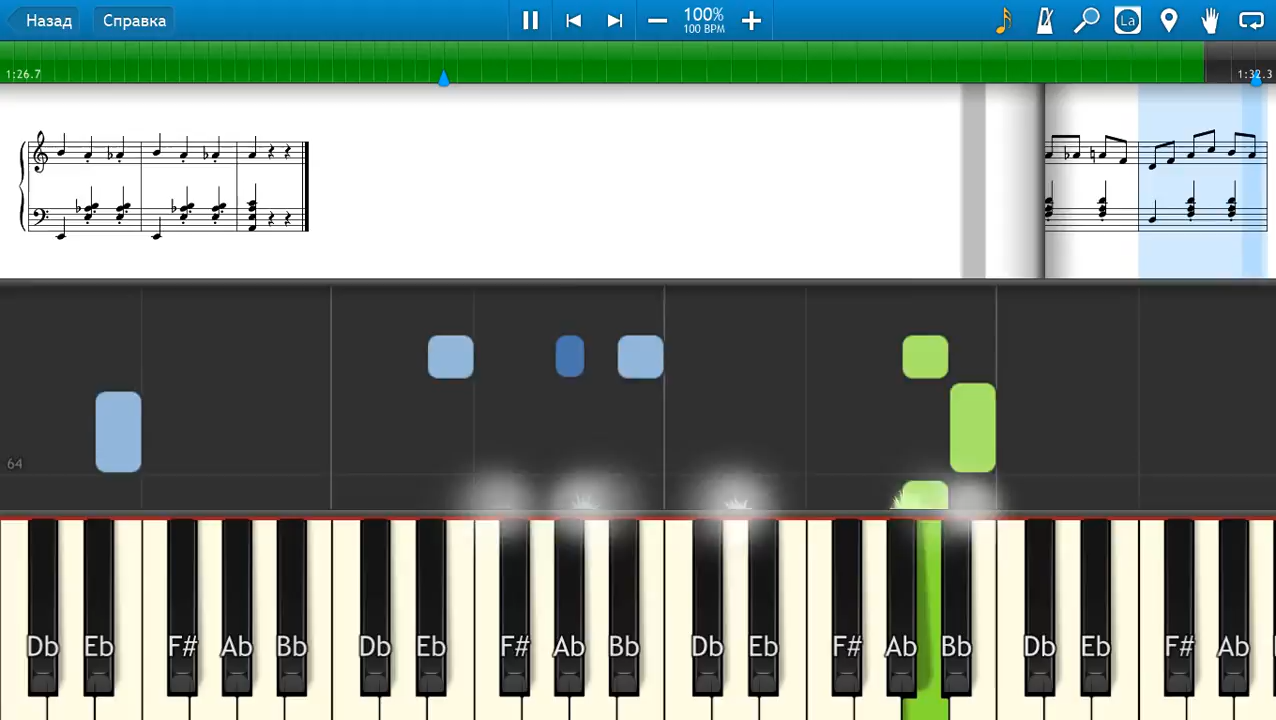 Назад Справка 100% La
100 BPM
1:26.7 1:32.3
64
Db Eb F# Ab Bb Db Eb F# Ab Bb Db Eb F# Ab Bb Db Eb F# Ab